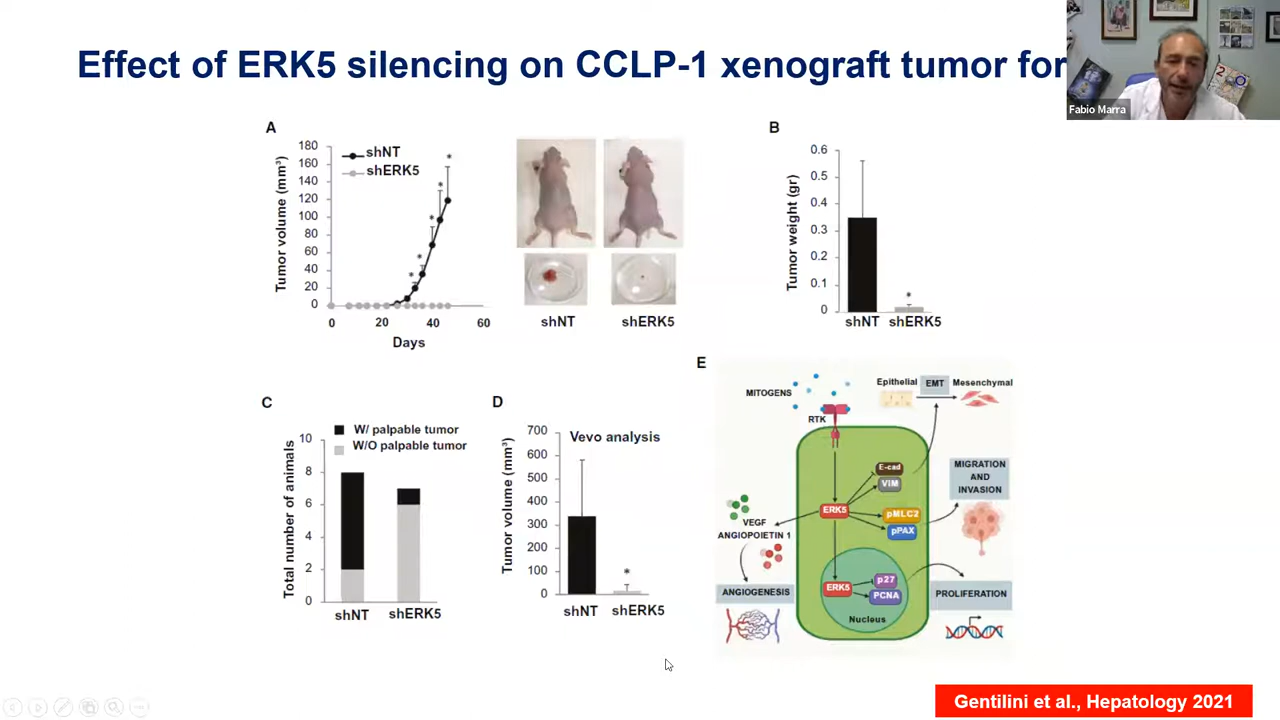 Effect of ERK5 silencing on CCLP-1 xenograft tumor for
Fabio Marra
A
Tumor volume (mm³)
180
160
140
120
100
80
60
40
20
0
shNT
shERK5
*
*
*
*
*
0
20
40
60
Days
shNT
shERK5
B
Tumor weight (gr)
0.6
0.5
0.4
0.3
0.2
0.1
0
*
shNT
shERK5
C
W/ palpable tumor
W/O palpable tumor
Total number of animals
10
8
6
4
2
0
shNT
shERK5
D
Vevo analysis
Tumor volume (mm³)
700
600
500
400
300
200
100
0
*
shNT
shERK5
E
MITOGENS
RTK
Epithelial
EMT
Mesenchymal
E-cad
VIM
MIGRATION
AND
INVASION
ERK5
pMLC2
pPAX
VEGF
ANGIOPOIETIN 1
ANGIOGENESIS
ERK5
p27
PCNA
Nucleus
PROLIFERATION
Gentilini et al., Hepatology 2021